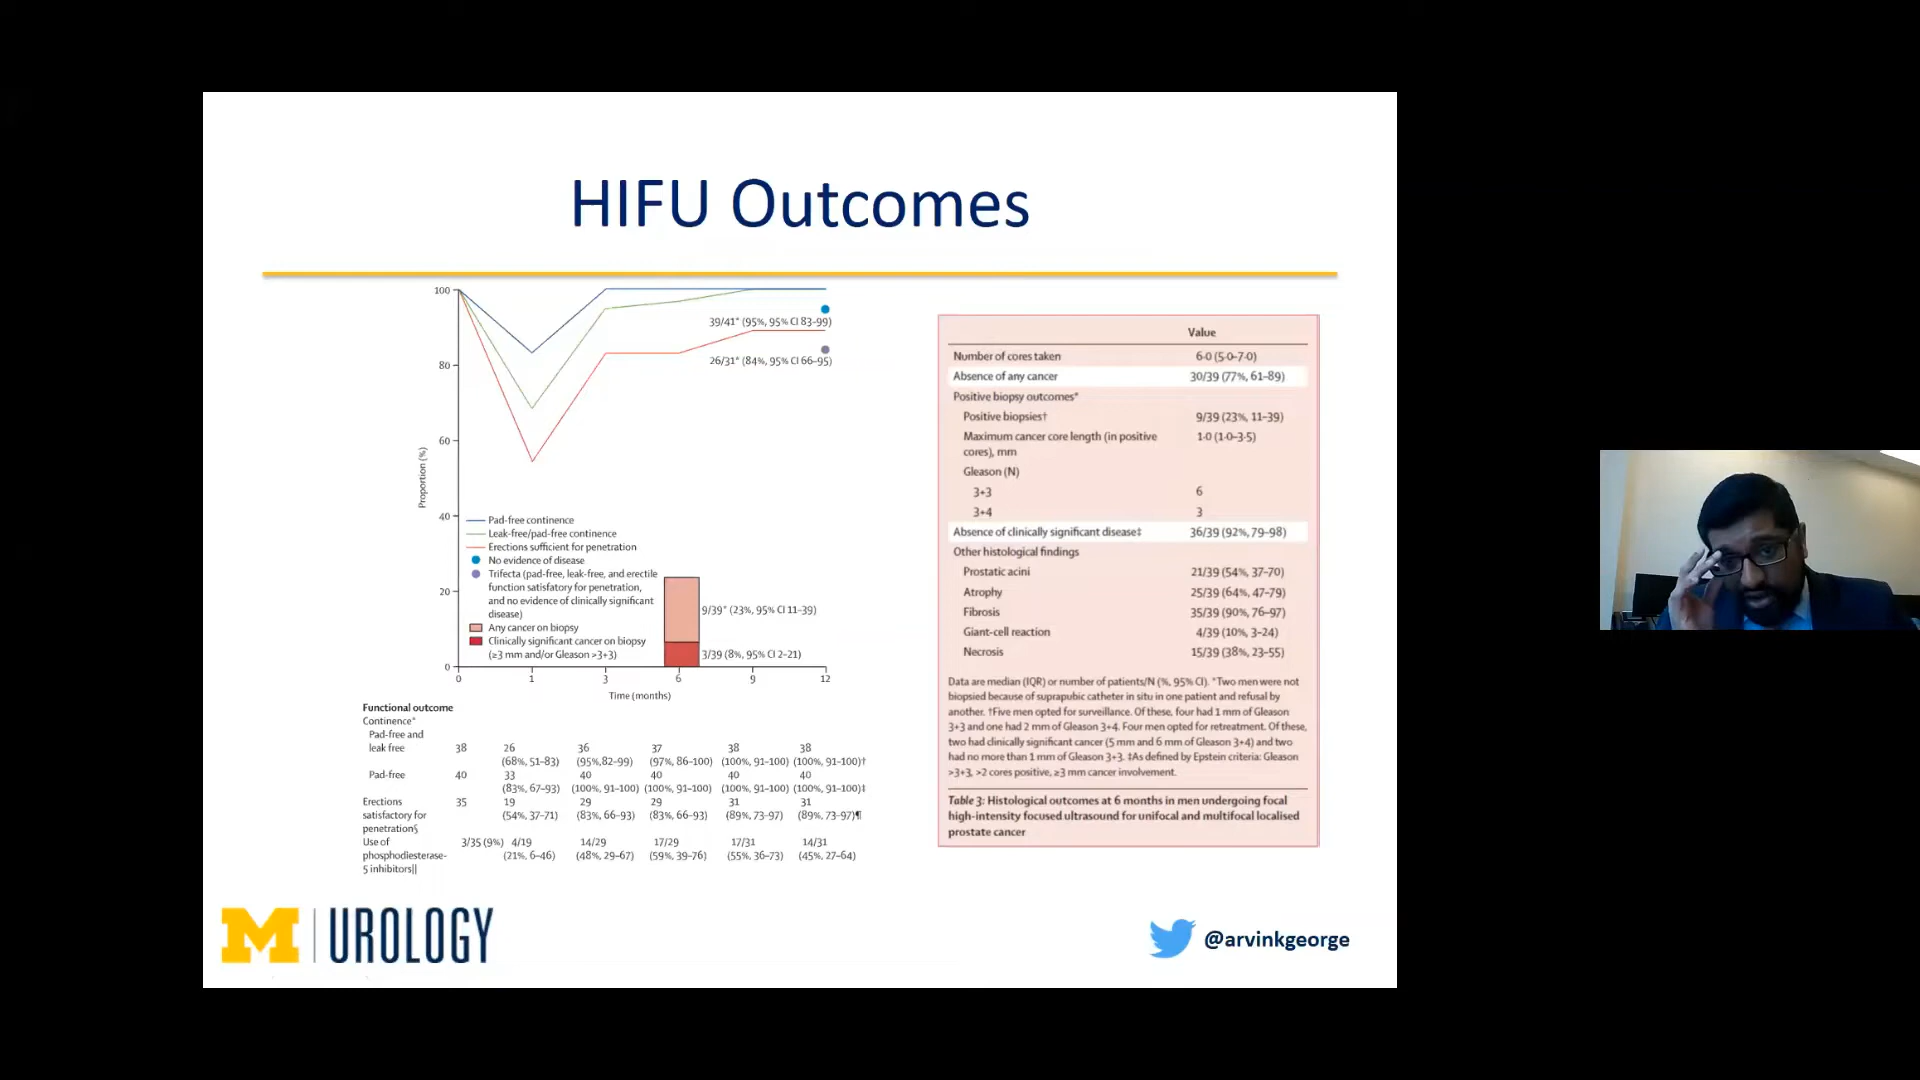 HIFU Outcomes
100
80
60
40
20
0
Proportion (%)
39/41* (95%, 95% CI 83–99)
26/31* (84%, 95% CI 66–95)
Pad-free continence
Leak-free/pad-free continence
Erections sufficient for penetration
No evidence of disease
Trifecta (pad-free, leak-free, and erectile
function satisfatory for penetration,
and no evidence of clinically significant
disease)
Any cancer on biopsy
Clinically significant cancer on biopsy
(≥3 mm and/or Gleason >3+3)
9/39* (23%, 95% CI 11–39)
3/39 (8%, 95% CI 2–21)
0 1 3 6 9 12
Time (months)
Functional outcome
Continence*
Pad-free and
leak free 38 26 36 37 38 38
(68%, 51–83) (95%, 82–99) (97%, 86–100) (100%, 91–100) (100%, 91–100)†
Pad-free 40 33 40 40 40 40
(83%, 67–93) (100%, 91–100) (100%, 91–100) (100%, 91–100) (100%, 91–100)‡
Erections 35 19 29 29 31 31
satisfactory for (54%, 37–71) (83%, 66–93) (83%, 66–93) (89%, 73–97) (89%, 73–97)¶
penetration§
Use of 3/35 (9%) 4/19 14/29 17/29 17/31 14/31
phosphodiesterase- (21%, 6–46) (48%, 29–67) (59%, 39–76) (55%, 36–73) (45%, 27–64)
5 inhibitors||
Value
Number of cores taken 6·0 (5·0–7·0)
Absence of any cancer 30/39 (77%, 61–89)
Positive biopsy outcomes*
Positive biopsies† 9/39 (23%, 11–39)
Maximum cancer core length (in positive 1·0 (1·0–3·5)
cores), mm
Gleason (N)
3+3 6
3+4 3
Absence of clinically significant disease‡ 36/39 (92%, 79–98)
Other histological findings
Prostatic acini 21/39 (54%, 37–70)
Atrophy 25/39 (64%, 47–79)
Fibrosis 35/39 (90%, 76–97)
Giant-cell reaction 4/39 (10%, 3–24)
Necrosis 15/39 (38%, 23–55)
Data are median (IQR) or number of patients/N (%, 95% CI). *Two men were not
biopsied because of suprapubic catheter in situ in one patient and refusal by
another. †Five men opted for surveillance. Of these, four had 1 mm of Gleason
3+3 and one had 2 mm of Gleason 3+4. Four men opted for retreatment. Of these,
two had clinically significant cancer (5 mm and 6 mm of Gleason 3+4) and two
had no more than 1 mm of Gleason 3+3. ‡As defined by Epstein criteria: Gleason
>3+3, >2 cores positive, ≥3 mm cancer involvement.
Table 3: Histological outcomes at 6 months in men undergoing focal
high-intensity focused ultrasound for unifocal and multifocal localised
prostate cancer
M UROLOGY
@arvinkgeorge